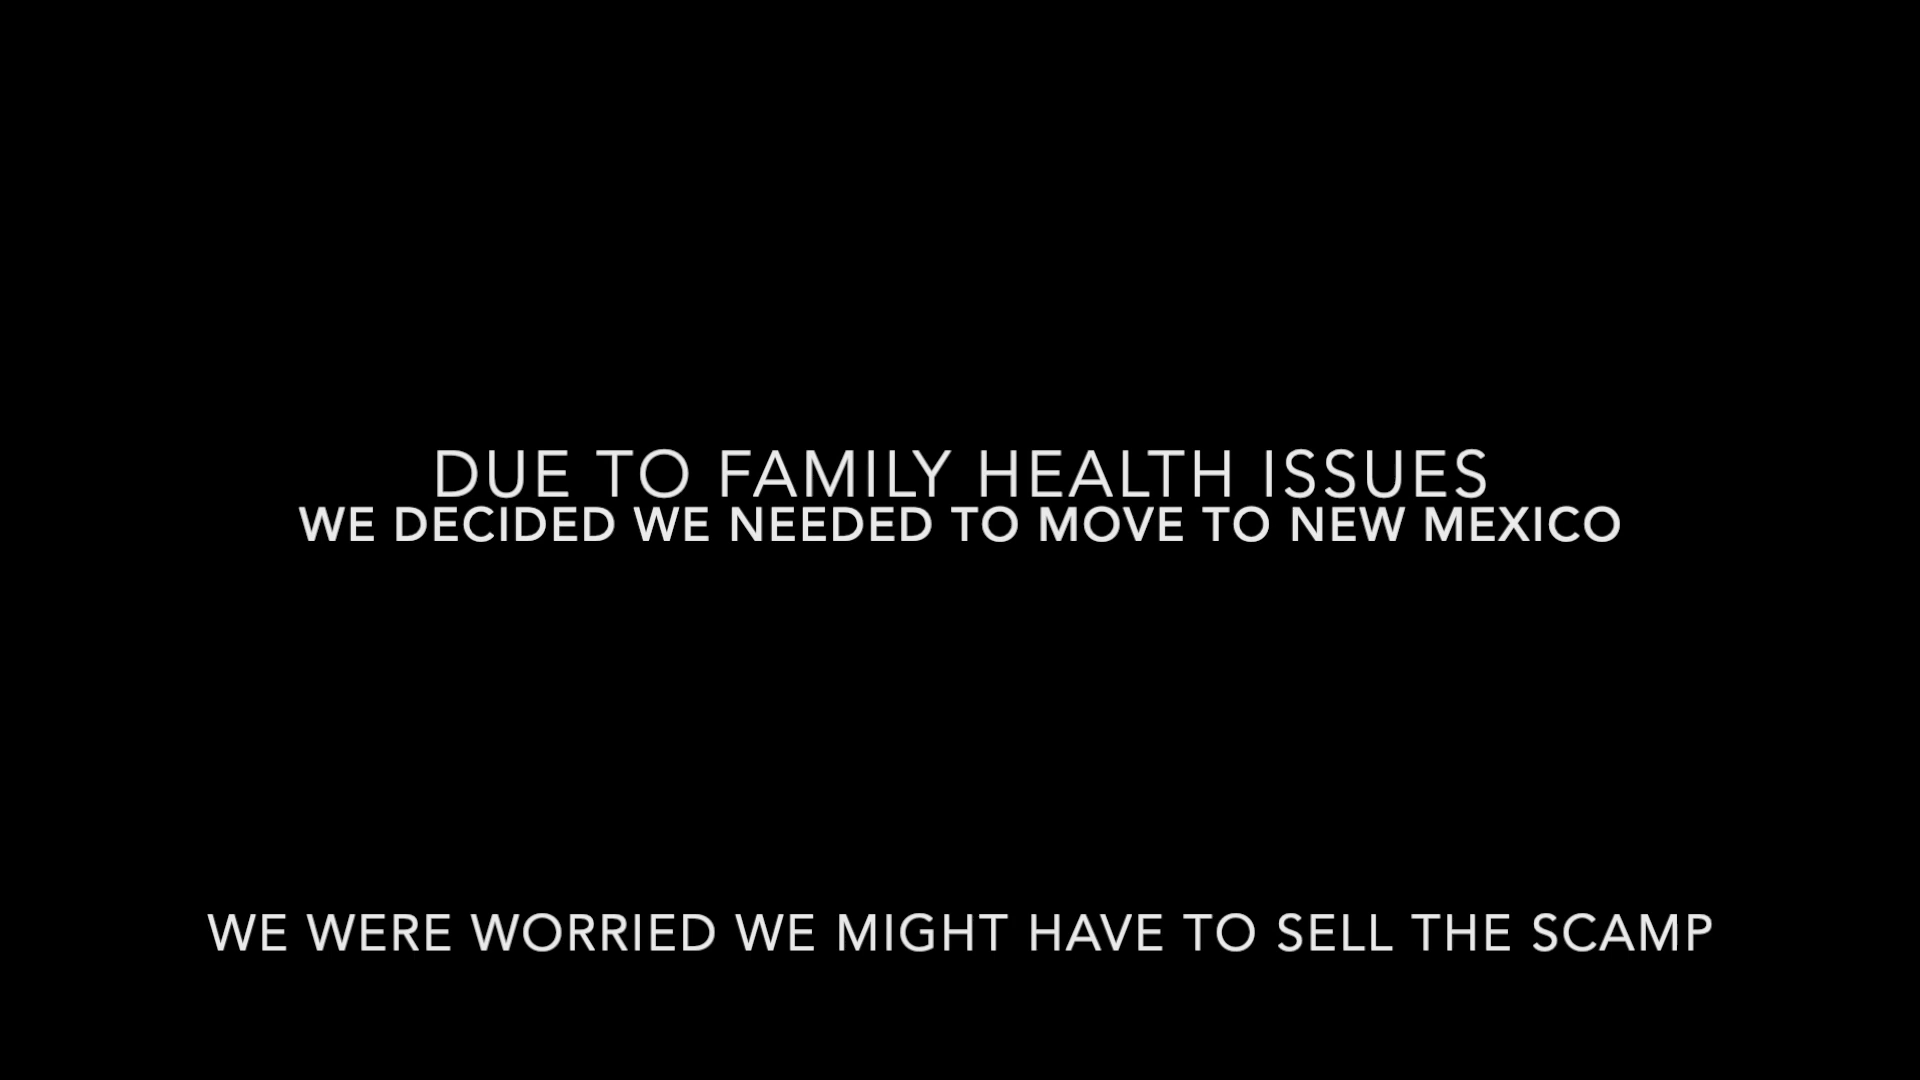 DUE TO FAMILY HEALTH ISSUES
WE DECIDED WE NEEDED TO MOVE TO NEW MEXICO
WE WERE WORRIED WE MIGHT HAVE TO SELL THE SCAMP